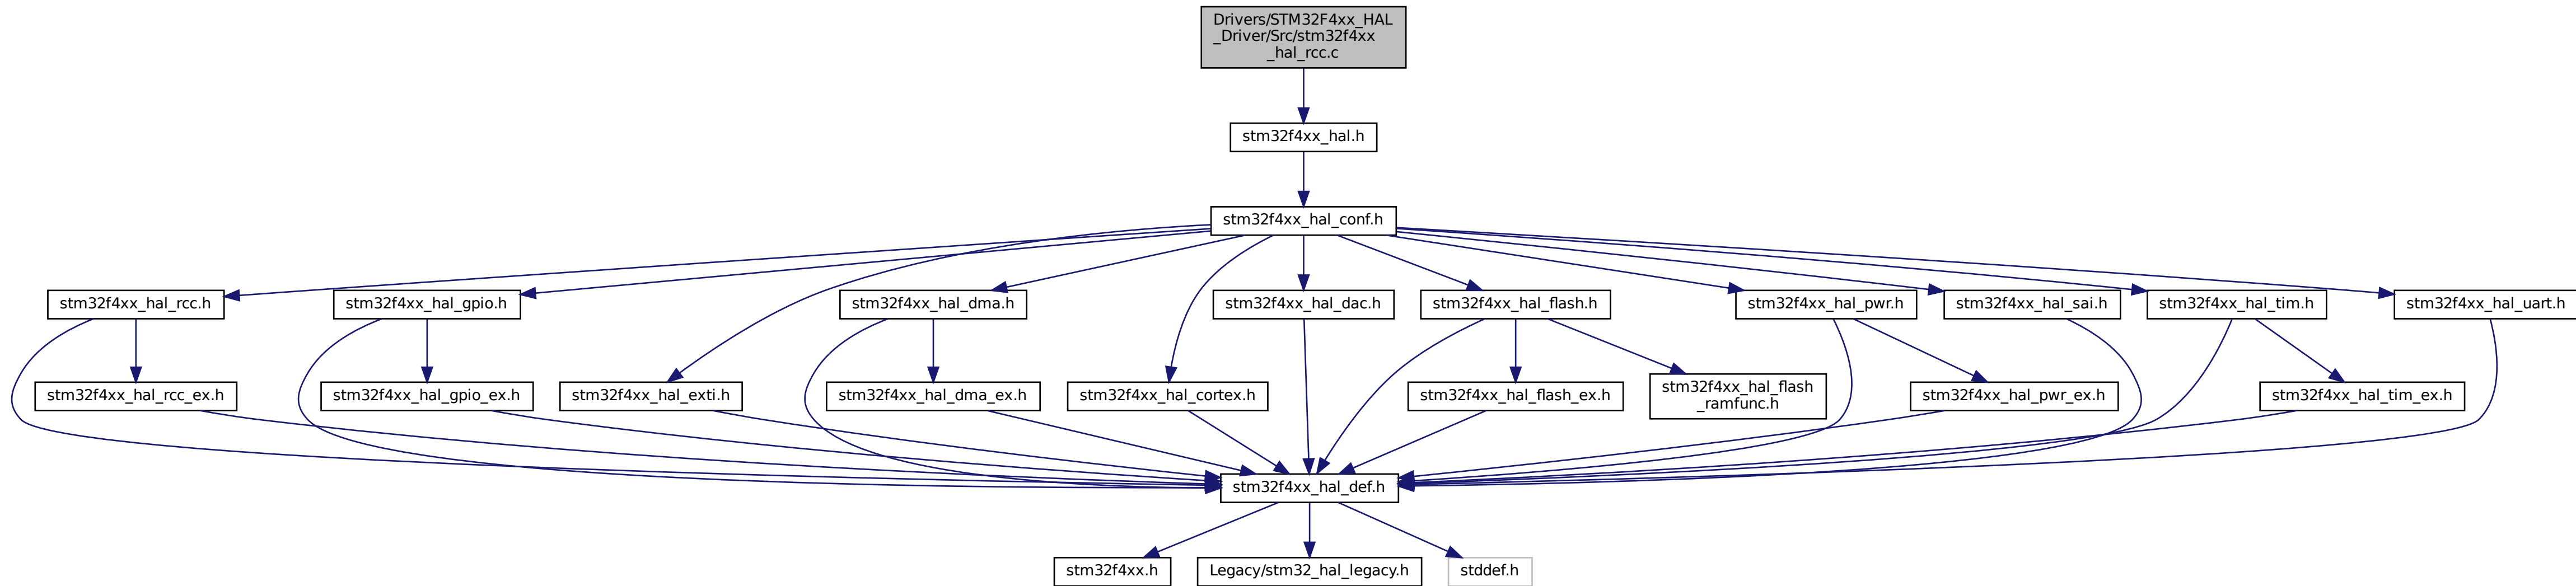 Drivers/STM32F4xx_HAL
_Driver/Src/stm32f4xx
_hal_rcc.c
stm32f4xx_hal.h
stm32f4xx_hal_conf.h
stm32f4xx_hal_rcc.h
stm32f4xx_hal_gpio.h
stm32f4xx_hal_dma.h
stm32f4xx_hal_dac.h
stm32f4xx_hal_flash.h
stm32f4xx_hal_pwr.h
stm32f4xx_hal_sai.h
stm32f4xx_hal_tim.h
stm32f4xx_hal_uart.h
stm32f4xx_hal_rcc_ex.h
stm32f4xx_hal_gpio_ex.h
stm32f4xx_hal_exti.h
stm32f4xx_hal_dma_ex.h
stm32f4xx_hal_cortex.h
stm32f4xx_hal_flash_ex.h
stm32f4xx_hal_flash
_ramfunc.h
stm32f4xx_hal_pwr_ex.h
stm32f4xx_hal_tim_ex.h
stm32f4xx_hal_def.h
stm32f4xx.h
Legacy/stm32_hal_legacy.h
stddef.h